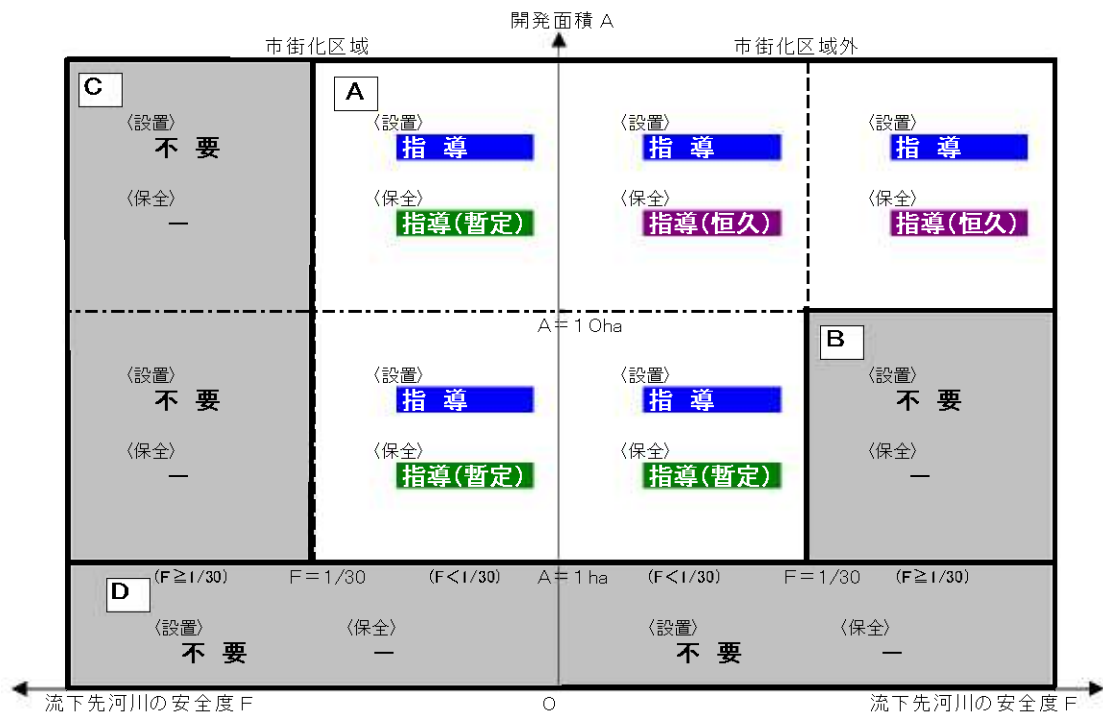 開発面積 A
市街化区域 市街化区域外
C A
〈設置〉 〈設置〉 〈設置〉 〈設置〉
不 要 指 導 指 導 指 導
〈保全〉 〈保全〉 〈保全〉 〈保全〉
― 指導(暫定) 指導(恒久) 指導(恒久)
A=10ha
B
〈設置〉 〈設置〉 〈設置〉 〈設置〉
不 要 指 導 指 導 不 要
〈保全〉 〈保全〉 〈保全〉 〈保全〉
― 指導(暫定) 指導(暫定) ―
(F≧1/30) F=1/30 (F<1/30) A=1ha (F<1/30) F=1/30 (F≧1/30)
D
〈設置〉 〈保全〉 〈設置〉 〈保全〉
不 要 ― 不 要 ―
流下先河川の安全度F 0 流下先河川の安全度F